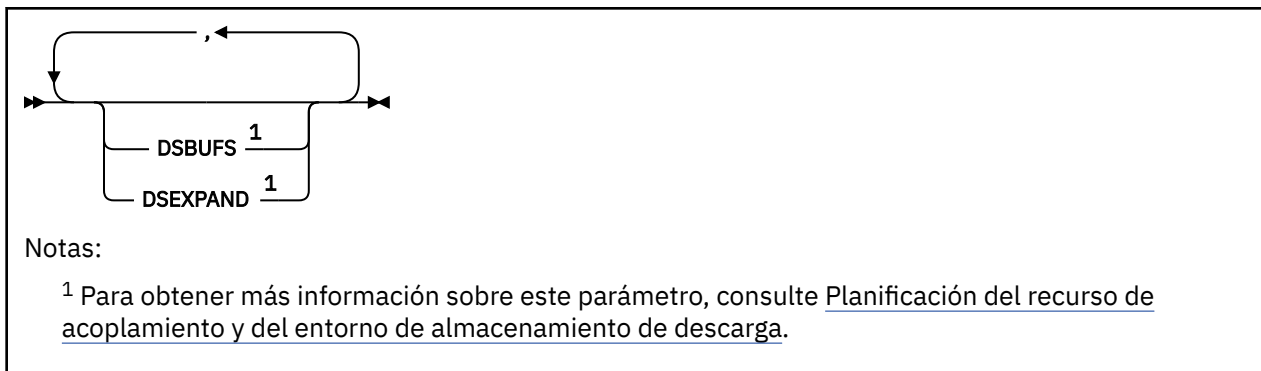 ,
DSBUFS 1
DSEXPAND 1
Notas:
1 Para obtener más información sobre este parámetro, consulte Planificación del recurso de
acoplamiento y del entorno de almacenamiento de descarga.